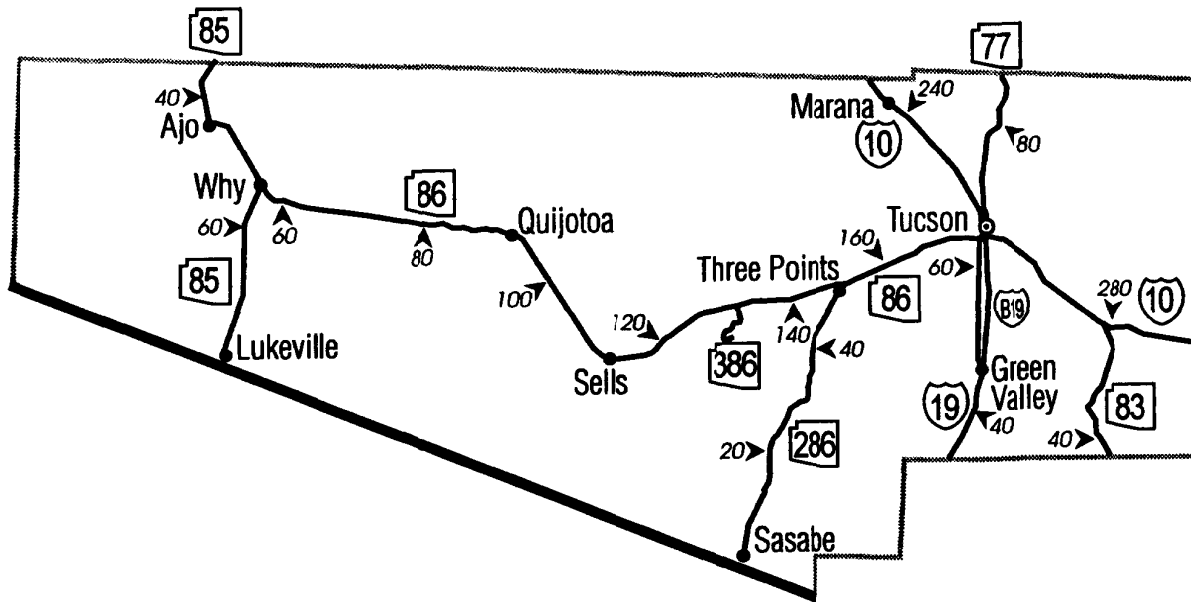 85
77
40
240
Marana
Ajo
10
80
Why
86
Quijotoa
Tucson
60
60
80
160
Three Points
60
85
100
86
B19
280
10
120
140
Lukeville
386
40
Sells
Green
Valley
19
83
40
20
286
40
Sasabe